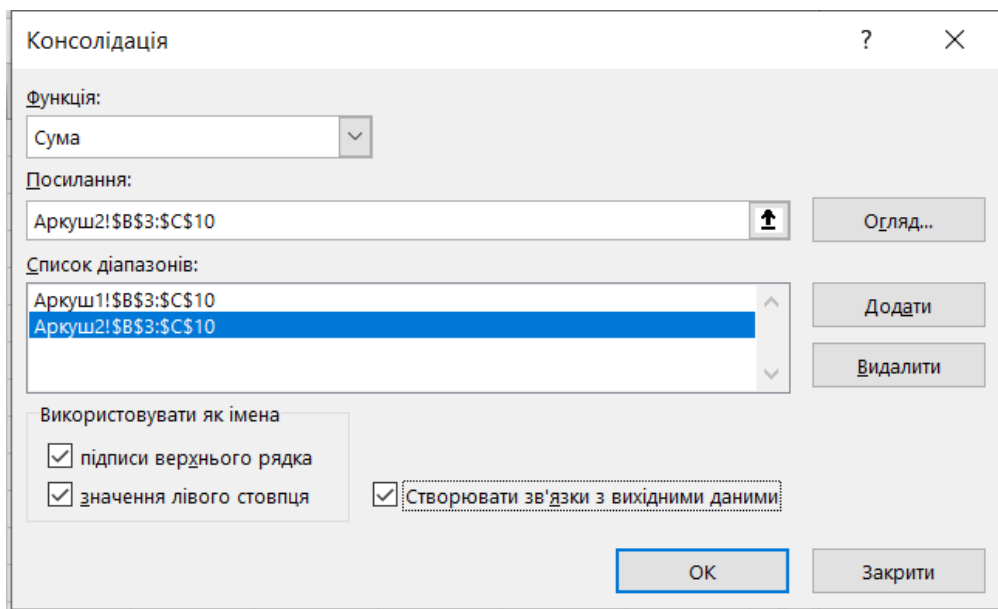 Консолідація
?
Функція:
Сума
Посилання:
Аркуш2!$B$3:$C$10
Огляд...
Список діапазонів:
Аркуш1!$B$3:$C$10
Аркуш2!$B$3:$C$10
Додати
Видалити
Використовувати як імена
підписи верхнього рядка
значення лівого стовпця
Створювати зв'язки з вихідними даними
ОК
Закрити